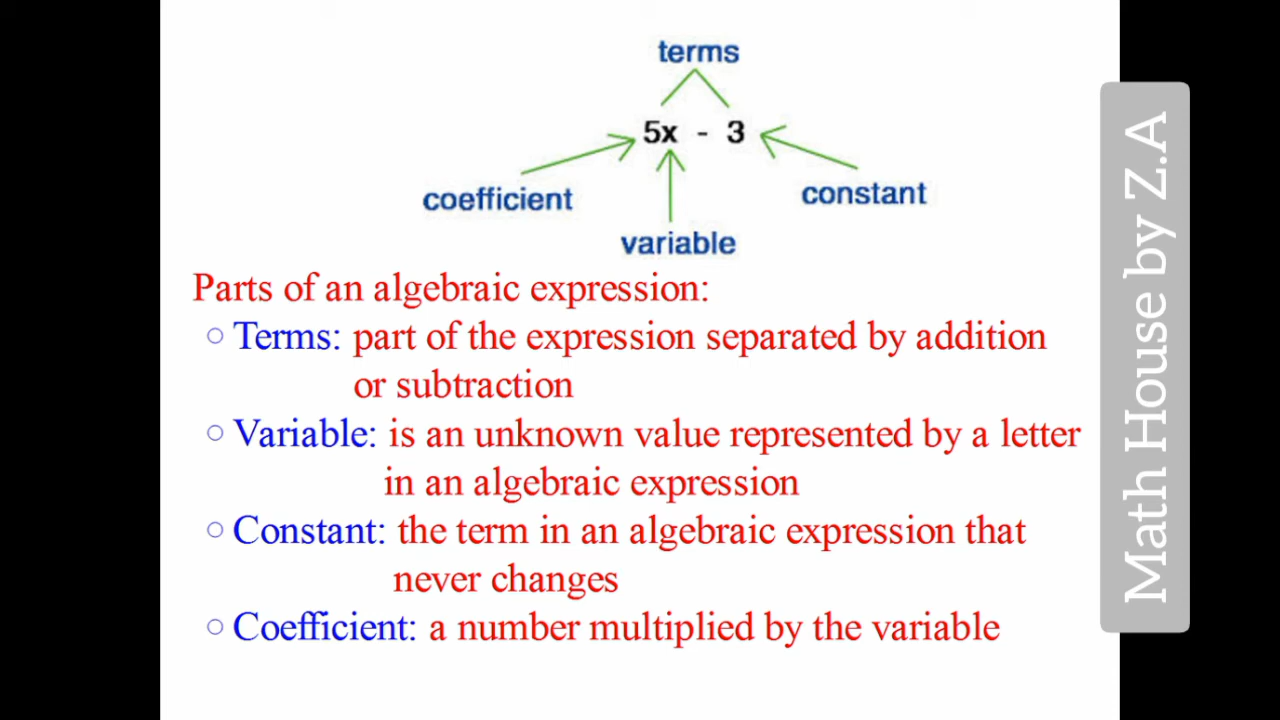 terms
5x - 3
coefficient
constant
variable
Parts of an algebraic expression:
Terms: part of the expression separated by addition
or subtraction
Variable: is an unknown value represented by a letter
in an algebraic expression
Constant: the term in an algebraic expression that
never changes
Coefficient: a number multiplied by the variable
Math House by Z.A